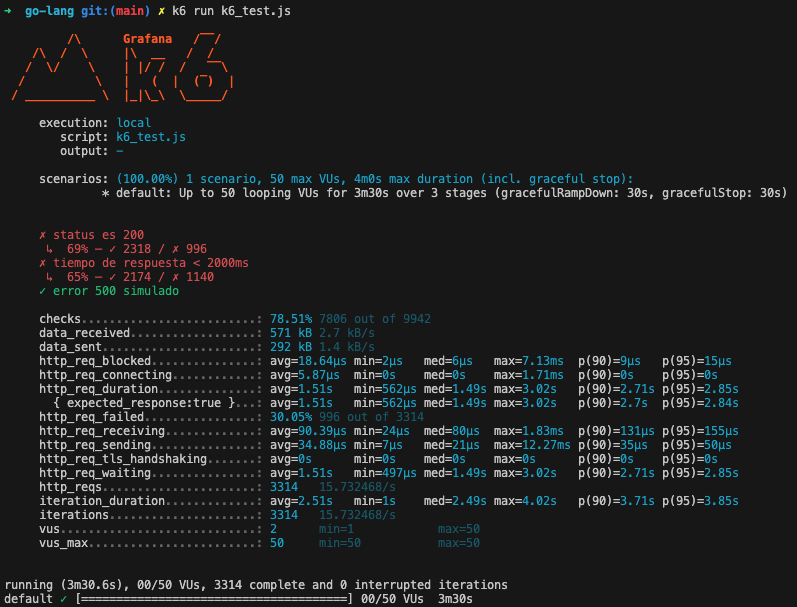 → go-lang git:(main) ✗ k6 run k6_test.js
Grafana
execution: local
script: k6_test.js
output: -
scenarios: (100.00%) 1 scenario, 50 max VUs, 4m0s max duration (incl. graceful stop):
* default: Up to 50 looping VUs for 3m30s over 3 stages (gracefulRampDown: 30s, gracefulStop: 30s)
✗ status es 200
↳ 69% — ✓ 2318 / ✗ 996
✗ tiempo de respuesta < 2000ms
↳ 65% — ✓ 2174 / ✗ 1140
✓ error 500 simulado
checks.........................: 78.51% 7806 out of 9942
data_received..................: 571 kB 2.7 kB/s
data_sent......................: 292 kB 1.4 kB/s
http_req_blocked...............: avg=18.64µs min=2µs med=6µs max=7.13ms p(90)=9µs p(95)=15µs
http_req_connecting............: avg=5.87µs min=0s med=0s max=1.71ms p(90)=0s p(95)=0s
http_req_duration..............: avg=1.51s min=562µs med=1.49s max=3.02s p(90)=2.71s p(95)=2.85s
{ expected_response:true }...: avg=1.51s min=562µs med=1.49s max=3.02s p(90)=2.7s p(95)=2.84s
http_req_failed................: 30.05% 996 out of 3314
http_req_receiving.............: avg=90.39µs min=24µs med=80µs max=1.83ms p(90)=131µs p(95)=155µs
http_req_sending...............: avg=34.88µs min=7µs med=21µs max=12.27ms p(90)=35µs p(95)=50µs
http_req_tls_handshaking.......: avg=0s min=0s med=0s max=0s p(90)=0s p(95)=0s
http_req_waiting...............: avg=1.51s min=497µs med=1.49s max=3.02s p(90)=2.71s p(95)=2.85s
http_reqs......................: 3314 15.732468/s
iteration_duration.............: avg=2.51s min=1s med=2.49s max=4.02s p(90)=3.71s p(95)=3.85s
iterations.....................: 3314 15.732468/s
vus............................: 2 min=1 max=50
vus_max........................: 50 min=50 max=50
running (3m30.6s), 00/50 VUs, 3314 complete and 0 interrupted iterations
default ✓ [======================================] 00/50 VUs 3m30s